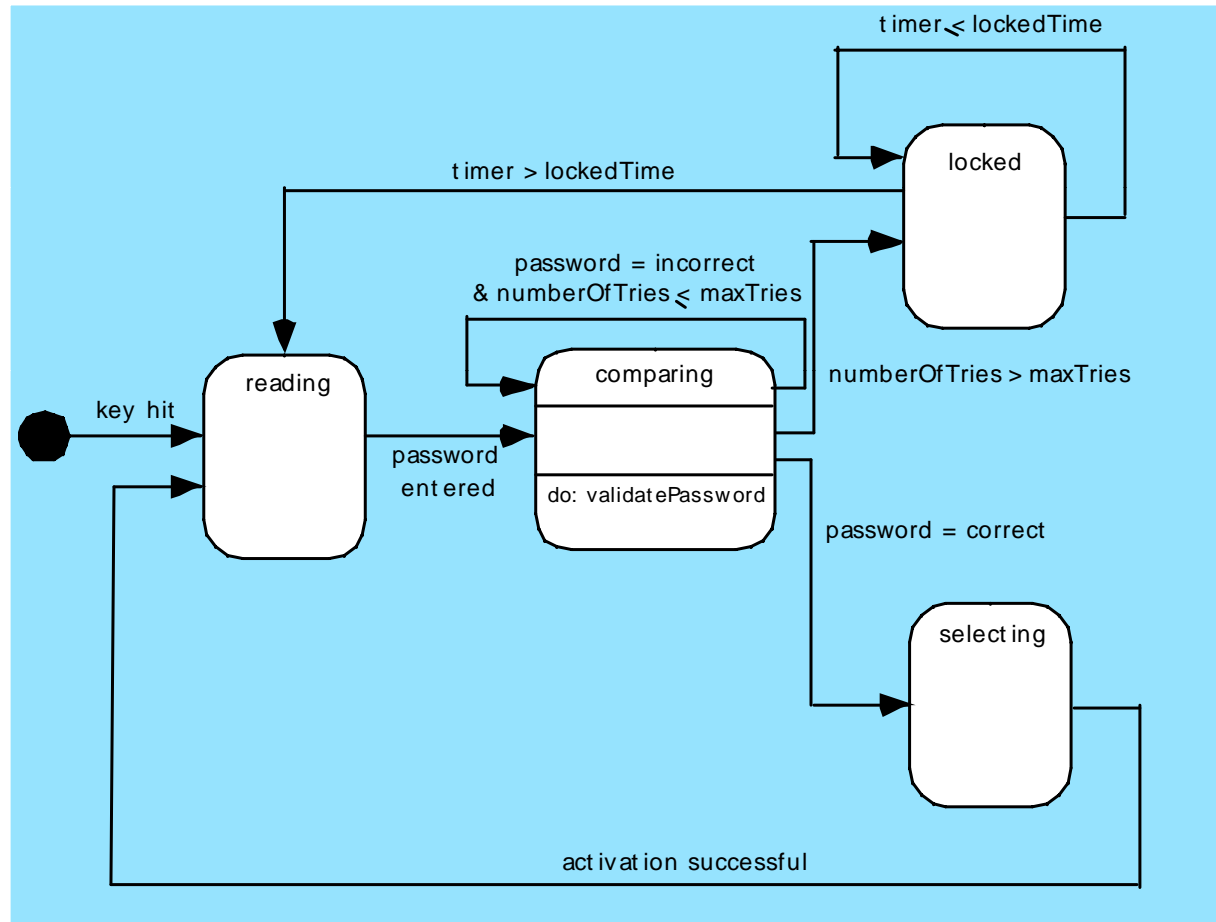 timer ≤ lockedTime
locked
timer > lockedTime
password = incorrect
& numberOfTries ≤ maxTries
reading
comparing
numberOfTries > maxTries
key hit
password
entered
do: validatePassword
password = correct
selecting
activation successful